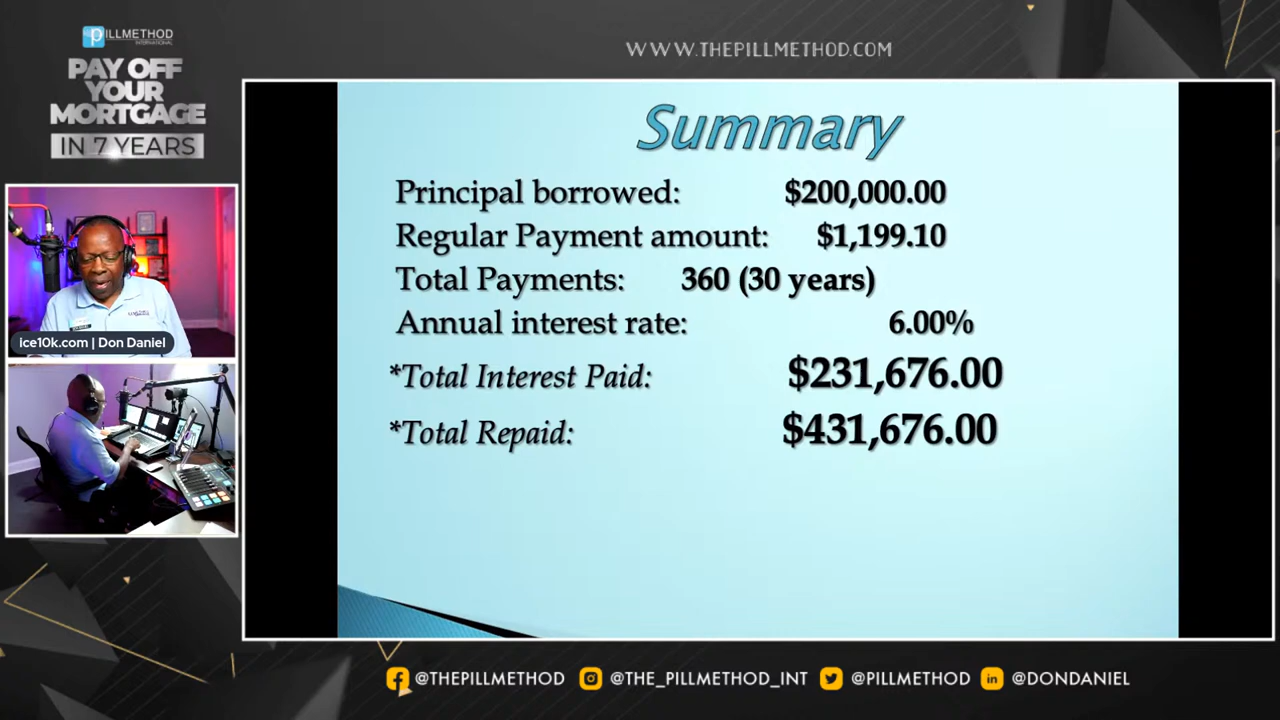 PILLMETHOD
INTERNATIONAL
PAY OFF
YOUR
MORTGAGE
IN 7 YEARS
WWW.THEPILLMETHOD.COM
Summary
Principal borrowed: $200,000.00
Regular Payment amount: $1,199.10
Total Payments: 360 (30 years)
Annual interest rate: 6.00%
*Total Interest Paid: $231,676.00
*Total Repaid: $431,676.00
ice10k.com | Don Daniel
@THEPILLMETHOD @THE_PILLMETHOD_INT @PILLMETHOD @DONDANIEL